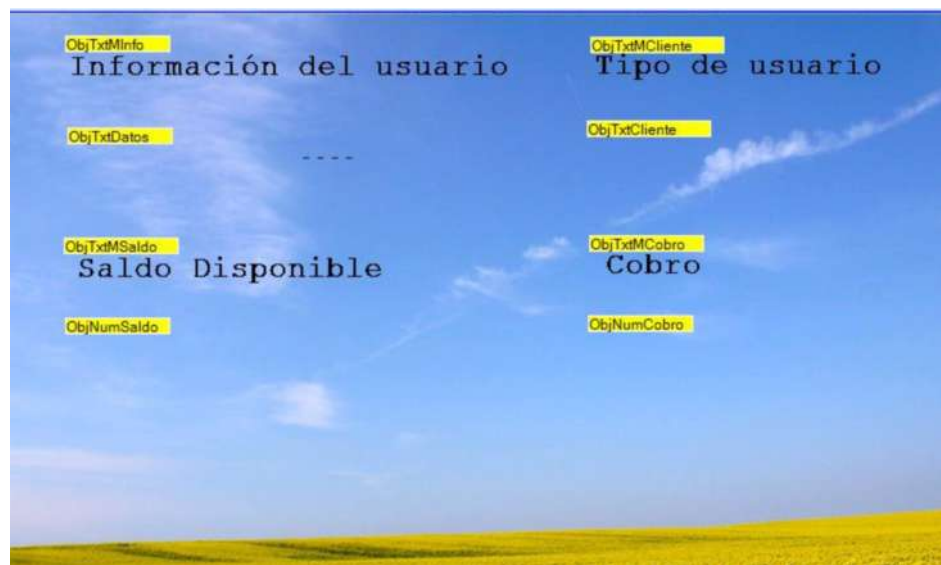 ObjTxtMInfo
Información del usuario
ObjTxtMCliente
Tipo de usuario
ObjTxtDatos
----
ObjTxtCliente
ObjTxtMSaldo
Saldo Disponible
ObjTxtMCobro
Cobro
ObjNumSaldo
ObjNumCobro